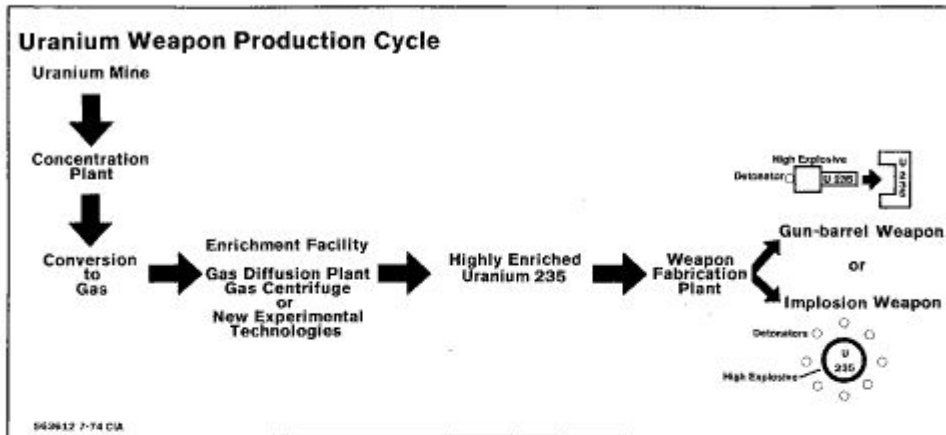 Uranium Weapon Production Cycle
Uranium Mine
Concentration
Plant
Conversion
to
Gas
Enrichment Facility
Gas Diffusion Plant
Gas Centrifuge
or
New Experimental
Technologies
Highly Enriched
Uranium 235
Weapon
Fabrication
Plant
High Explosive
Detonator
U 235
U 235
Gun-barrel Weapon
or
Implosion Weapon
Detonators
U
235
High Explosive
563612 7-74 CIA